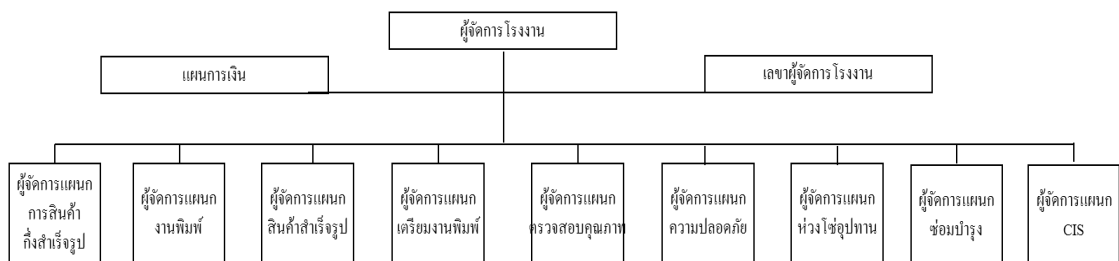 ผู้จัดการโรงงาน
แผนการเงิน
เลขาผู้จัดการโรงงาน
ผู้จัดการแผนก
การสินค้า
กึ่งสำเร็จรูป
ผู้จัดการแผนก
งานพิมพ์
ผู้จัดการแผนก
สินค้าสำเร็จรูป
ผู้จัดการแผนก
เตรียมงานพิมพ์
ผู้จัดการแผนก
ตรวจสอบคุณภาพ
ผู้จัดการแผนก
ความปลอดภัย
ผู้จัดการแผนก
ห่วงโซ่อุปทาน
ผู้จัดการแผนก
ซ่อมบำรุง
ผู้จัดการแผนก
CIS